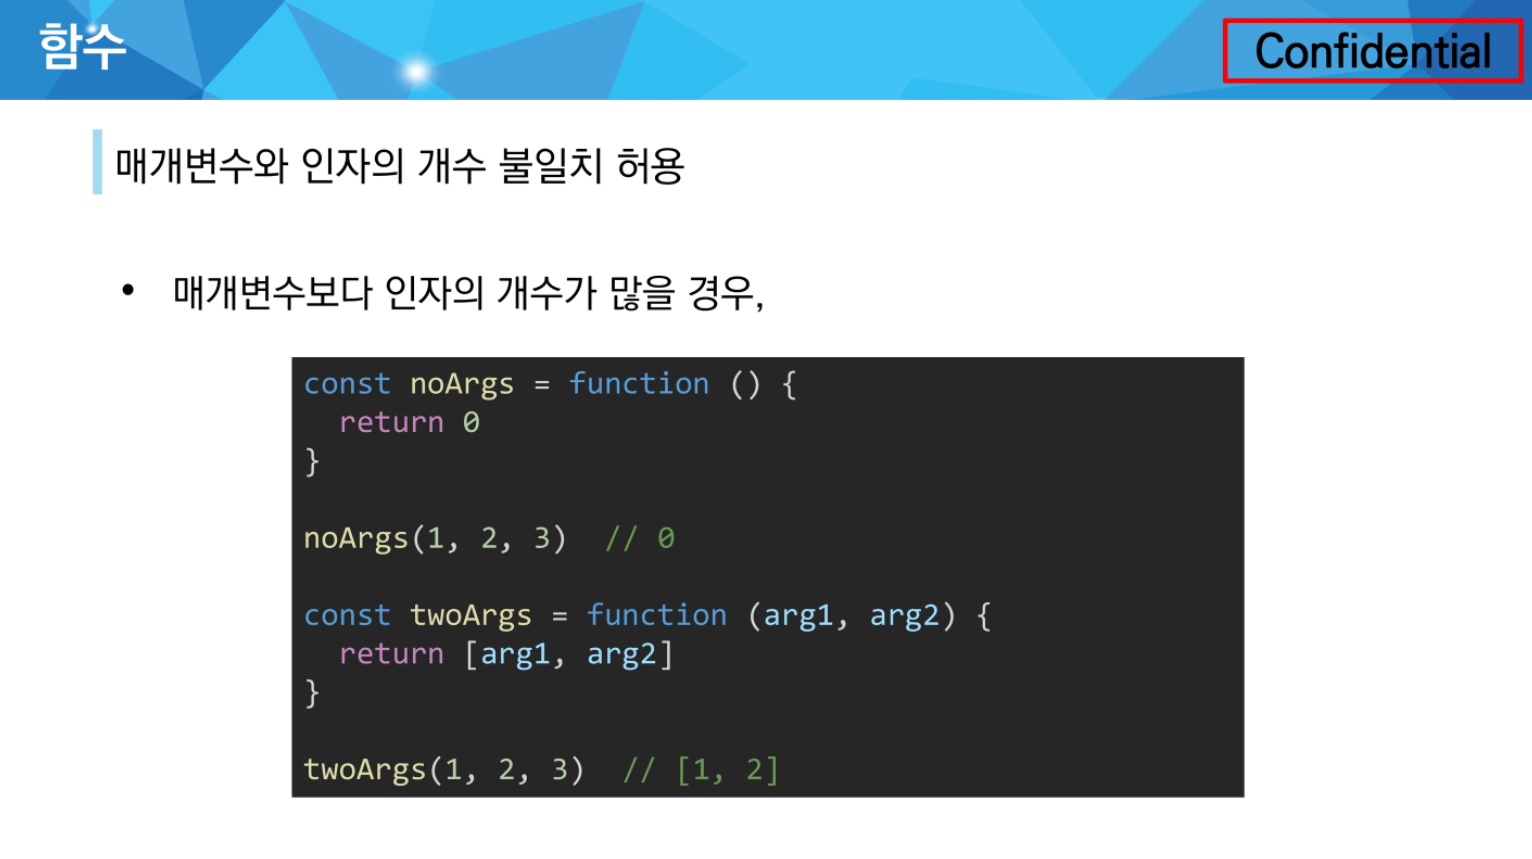 함수
Confidential
매개변수와 인자의 개수 불일치 허용
• 매개변수보다 인자의 개수가 많을 경우,
const noArgs = function () {
  return 0
}
noArgs(1, 2, 3)  // 0
const twoArgs = function (arg1, arg2) {
  return [arg1, arg2]
}
twoArgs(1, 2, 3)  // [1, 2]